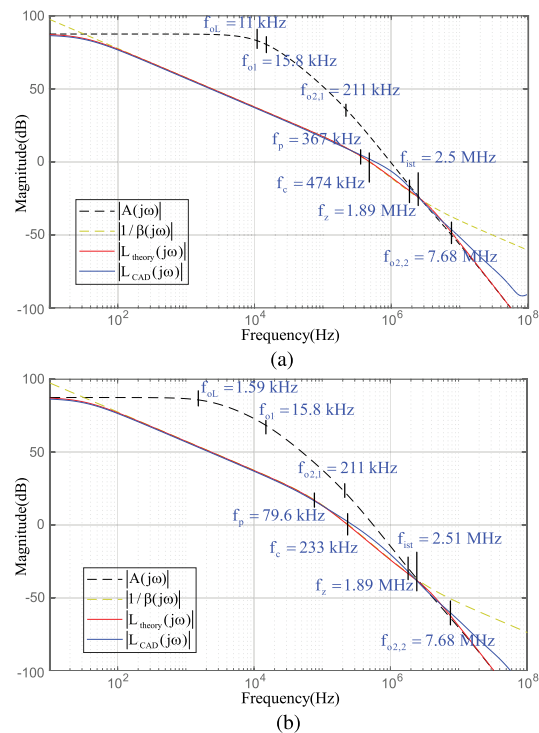 100
f_oL = 11 kHz
f_o1 = 15.8 kHz
f_o2,1 = 211 kHz
50
f_p = 367 kHz
f_ist = 2.5 MHz
0
Magnitude(dB)
f_c = 474 kHz
f_z = 1.89 MHz
|A(jω)|
|1/β(jω)|
|L_theory(jω)|
|L_CAD(jω)|
-50
f_o2,2 = 7.68 MHz
-100
10^2 10^4 10^6 10^8
Frequency(Hz)
(a)
100
f_oL = 1.59 kHz
f_o1 = 15.8 kHz
50
f_o2,1 = 211 kHz
f_p = 79.6 kHz
0
Magnitude(dB)
f_c = 233 kHz
f_ist = 2.51 MHz
f_z = 1.89 MHz
|A(jω)|
|1/β(jω)|
|L_theory(jω)|
|L_CAD(jω)|
-50
f_o2,2 = 7.68 MHz
-100
10^2 10^4 10^6 10^8
Frequency(Hz)
(b)